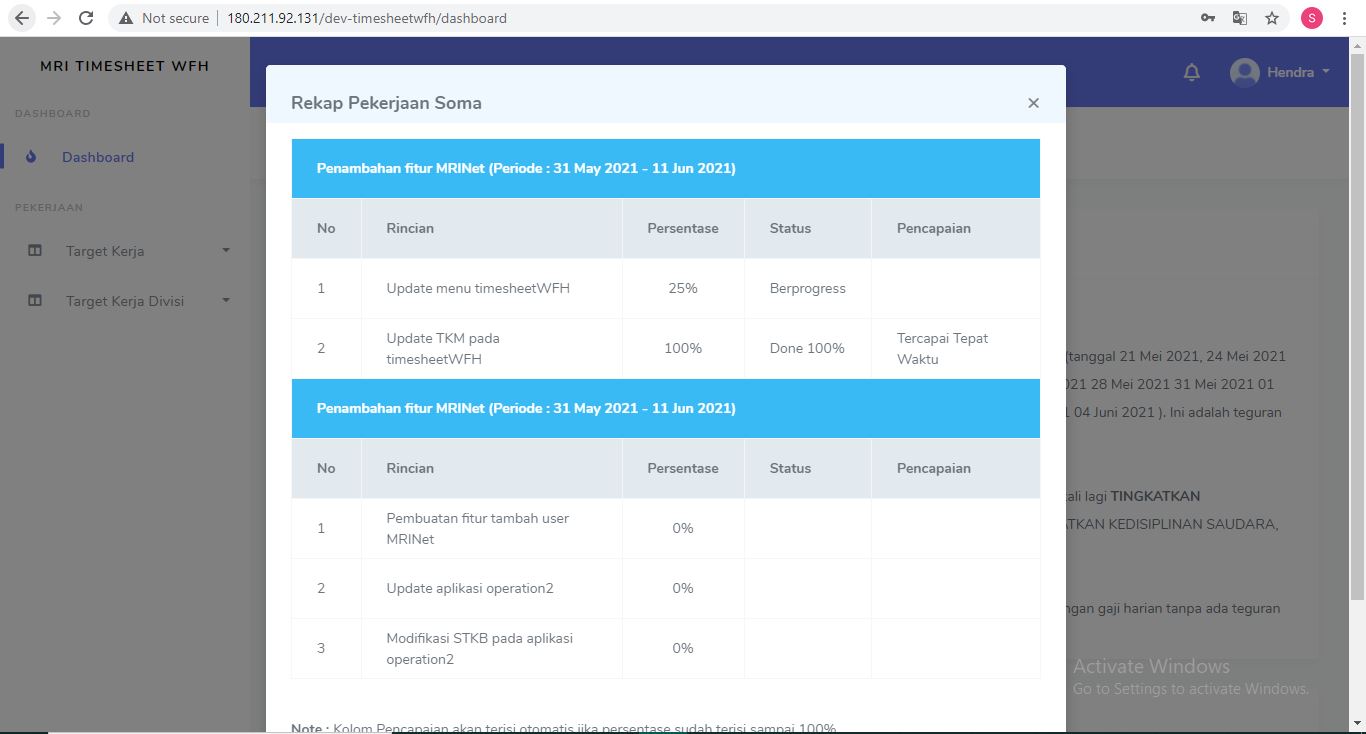 Not secure
180.211.92.131/dev-timesheetwfh/dashboard
S
MRI TIMESHEET WFH
Hendra
DASHBOARD
Dashboard
PEKERJAAN
Target Kerja
Target Kerja Divisi
Rekap Pekerjaan Soma
×
Penambahan fitur MRINet (Periode : 31 May 2021 - 11 Jun 2021)
No Rincian Persentase Status Pencapaian
1 Update menu timesheetWFH 25% Berprogress
2 Update TKM pada timesheetWFH 100% Done 100% Tercapai Tepat Waktu
Penambahan fitur MRINet (Periode : 31 May 2021 - 11 Jun 2021)
No Rincian Persentase Status Pencapaian
1 Pembuatan fitur tambah user MRINet 0%
2 Update aplikasi operation2 0%
3 Modifikasi STKB pada aplikasi operation2 0%
Note : Kolom Pencapaian akan terisi otomatis jika persentase sudah terisi sampai 100%
(tanggal 21 Mei 2021, 24 Mei 2021
28 Mei 2021 31 Mei 2021 01
04 Juni 2021 ). Ini adalah teguran
lagi TINGKATKAN
KEDISIPLINAN SAUDARA,
gaji harian tanpa ada teguran
Activate Windows
Go to Settings to activate Windows.